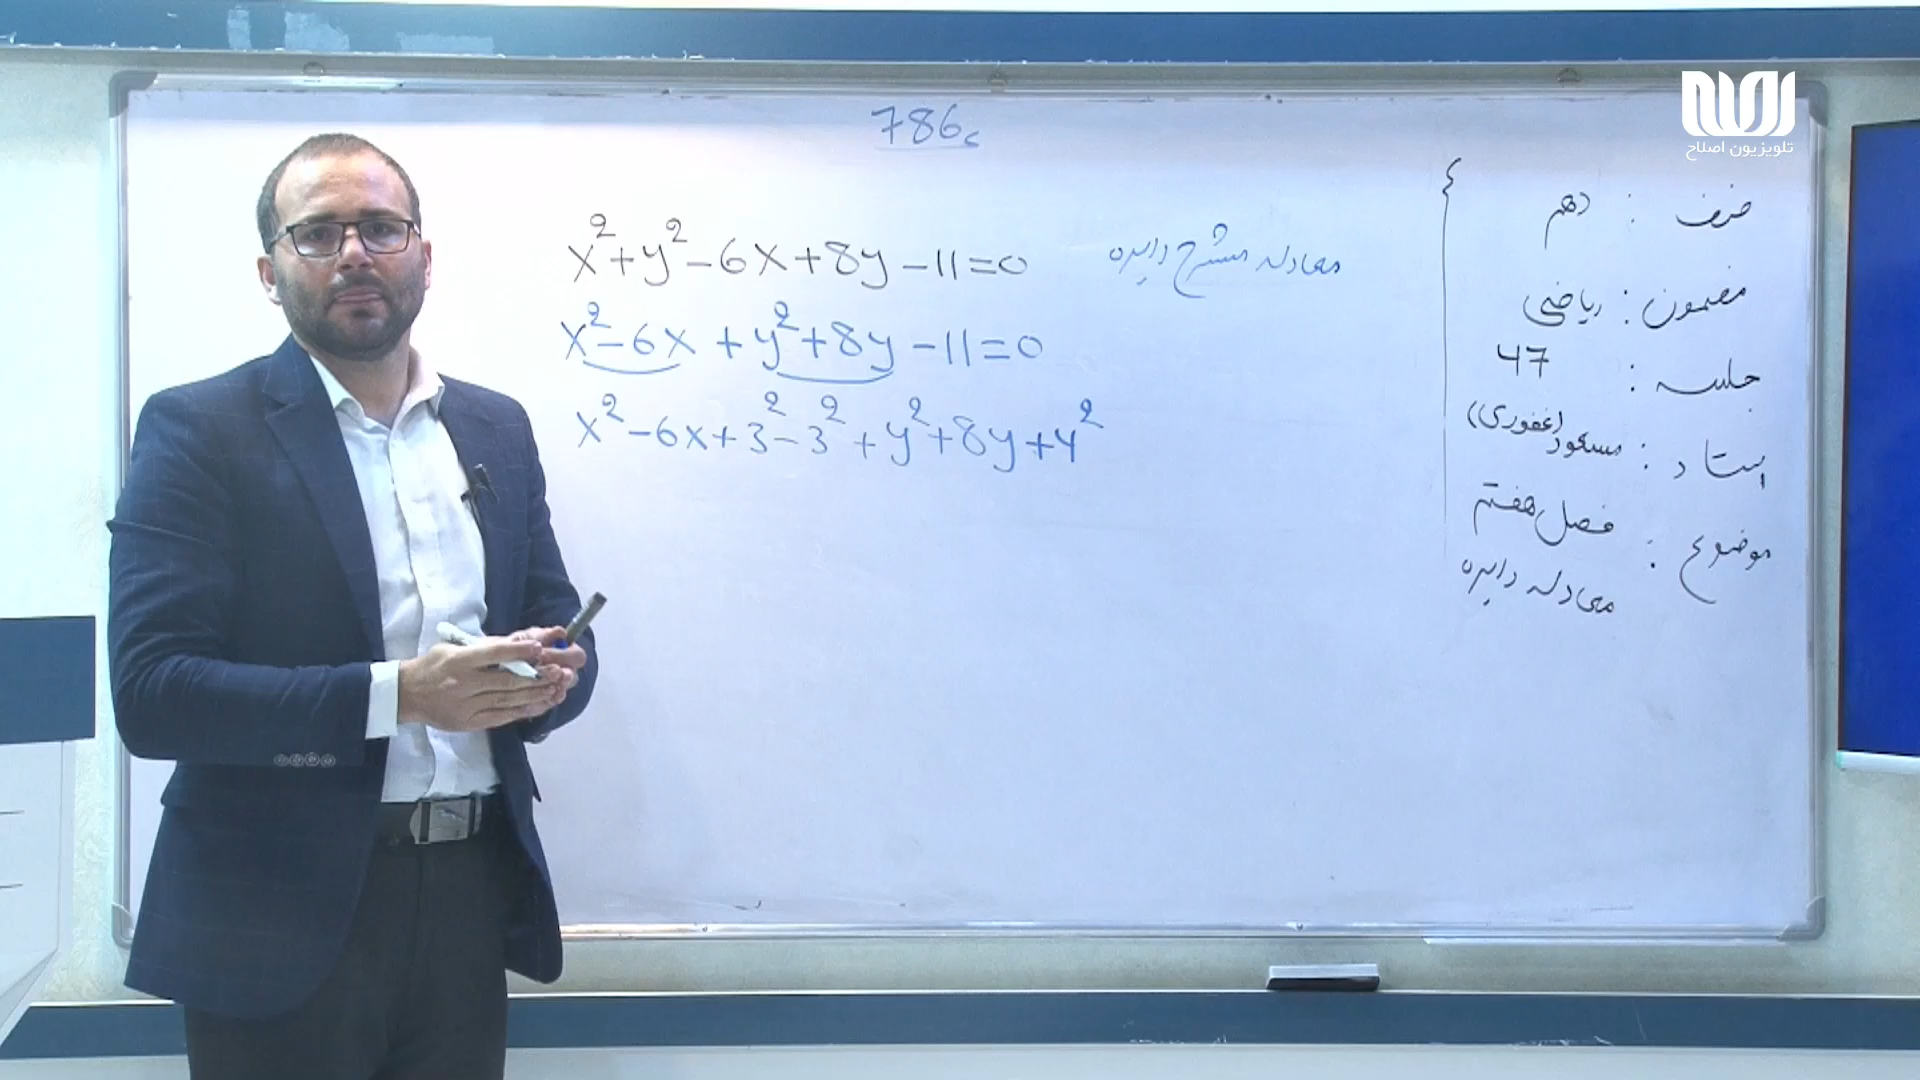 786
x²+y²-6x+8y-11=0 معادله مشرح دایره
x²-6x+y²+8y-11=0
x²-6x+3²-3²+y²+8y+4²
صنف : دهم
مضمون : ریاضی
جلسه : 47
استاد : مسعود (غفوری)
موضوع : فصل هفتم
معادله دایره
تلویزیون اصلاح